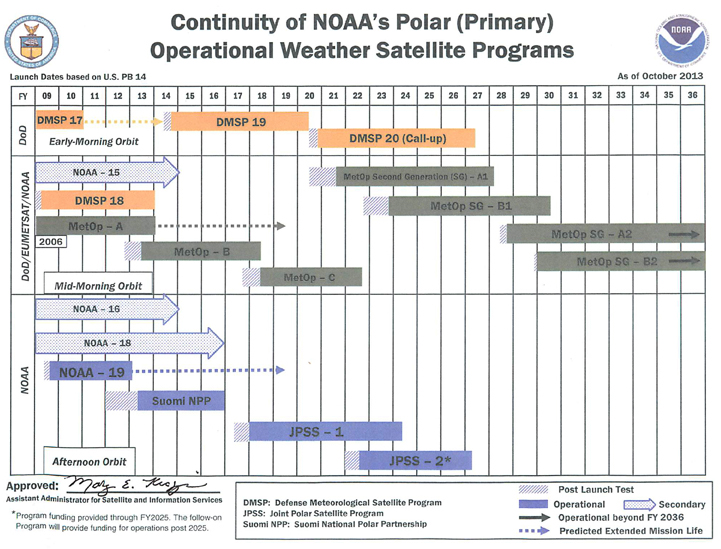 Continuity of NOAA's Polar (Primary)
Operational Weather Satellite Programs
NOAA
Launch Dates based on U.S. PB 14
As of October 2013
FY 09 10 11 12 13 14 15 16 17 18 19 20 21 22 23 24 25 26 27 28 29 30 31 32 33 34 35 36
DoD
DMSP 17
DMSP 19
DMSP 20 (Call-up)
Early-Morning Orbit
DoD/EUMETSAT/NOAA
NOAA – 15
MetOp Second Generation (SG) – A1
DMSP 18
MetOp SG – B1
MetOp – A
MetOp SG – A2
2006
MetOp – B
MetOp SG – B2
MetOp – C
Mid-Morning Orbit
NOAA
NOAA – 16
NOAA – 18
NOAA – 19
Suomi NPP
JPSS – 1
JPSS – 2*
Afternoon Orbit
Approved:
Assistant Administrator for Satellite and Information Services
*Program funding provided through FY2025. The follow-on
Program will provide funding for operations post 2025.
DMSP: Defense Meteorological Satellite Program
JPSS: Joint Polar Satellite Program
Suomi NPP: Suomi National Polar Partnership
Post Launch Test
Operational
Secondary
Operational beyond FY 2036
Predicted Extended Mission Life